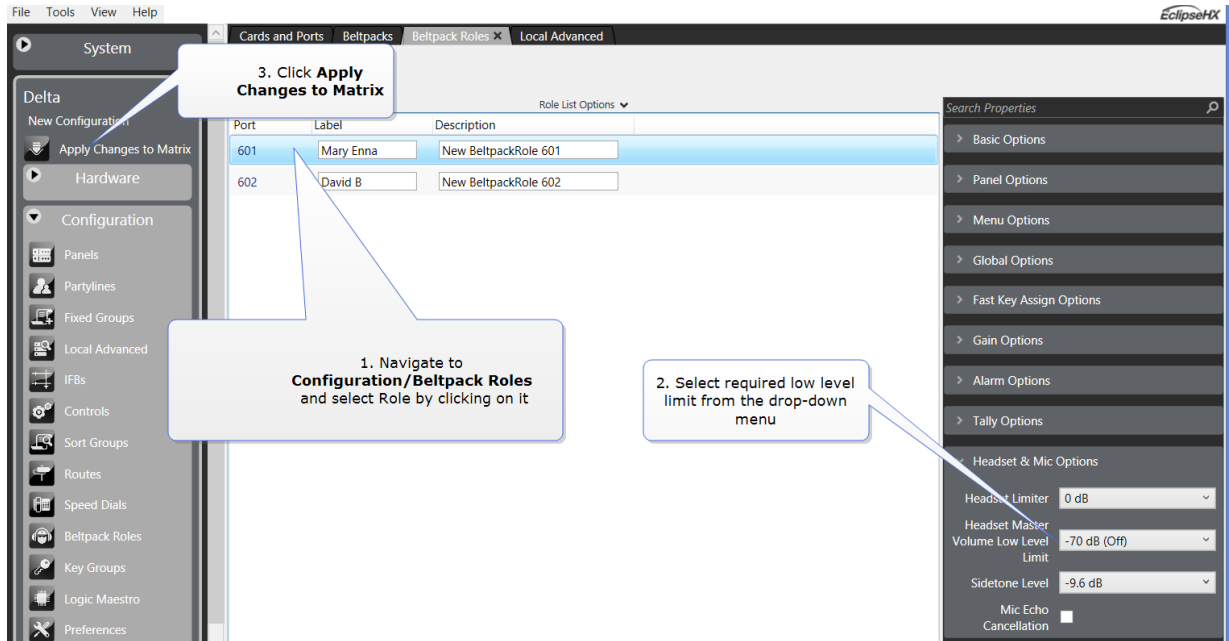 File Tools View Help
EclipseHX
System
Cards and Ports Beltpacks Beltpack Roles X Local Advanced
3. Click Apply
Changes to Matrix
Delta
New Configuration
Apply Changes to Matrix
Hardware
Configuration
Panels
Partylines
Fixed Groups
Local Advanced
IFBs
Controls
Sort Groups
Routes
Speed Dials
Beltpack Roles
Key Groups
Logic Maestro
Preferences
Role List Options
Port Label Description
601 Mary Enna New BeltpackRole 601
602 David B New BeltpackRole 602
1. Navigate to
Configuration/Beltpack Roles
and select Role by clicking on it
2. Select required low level
limit from the drop-down
menu
Search Properties
Basic Options
Panel Options
Menu Options
Global Options
Fast Key Assign Options
Gain Options
Alarm Options
Tally Options
Headset & Mic Options
Headset Limiter 0 dB
Headset Master
Volume Low Level -70 dB (Off)
Limit
Sidetone Level -9.6 dB
Mic Echo
Cancellation